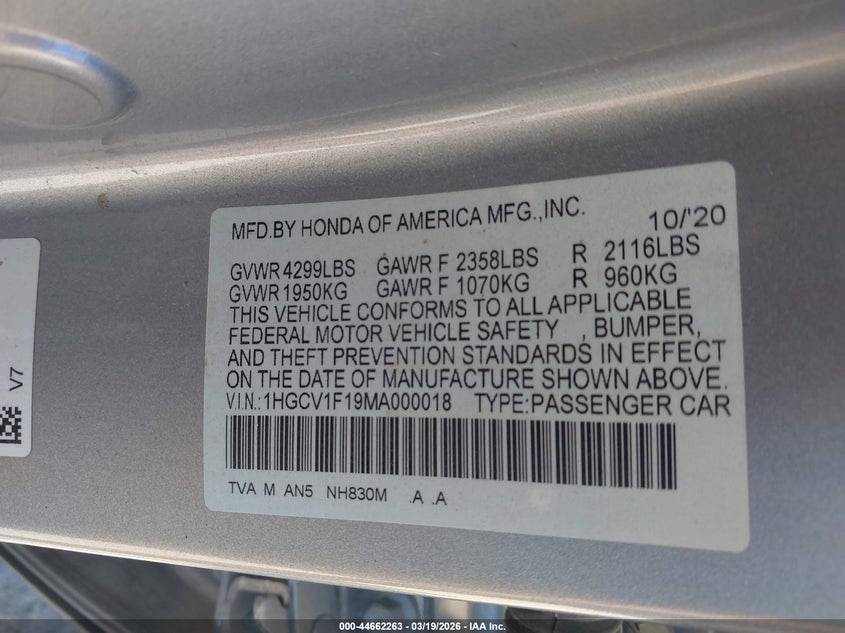 MFD.BY HONDA OF AMERICA MFG.,INC. 10/'20
GVWR 4299LBS GAWR F 2358LBS R 2116LBS
GVWR 1950KG GAWR F 1070KG R 960KG
THIS VEHICLE CONFORMS TO ALL APPLICABLE
FEDERAL MOTOR VEHICLE SAFETY , BUMPER,
AND THEFT PREVENTION STANDARDS IN EFFECT
ON THE DATE OF MANUFACTURE SHOWN ABOVE.
V.I.N.:1HGCV1F19MA000018 TYPE:PASSENGER CAR
TVA M AN5 NH830M .A .A
V7
000-44662263 - 03/19/2026 - IAA Inc.